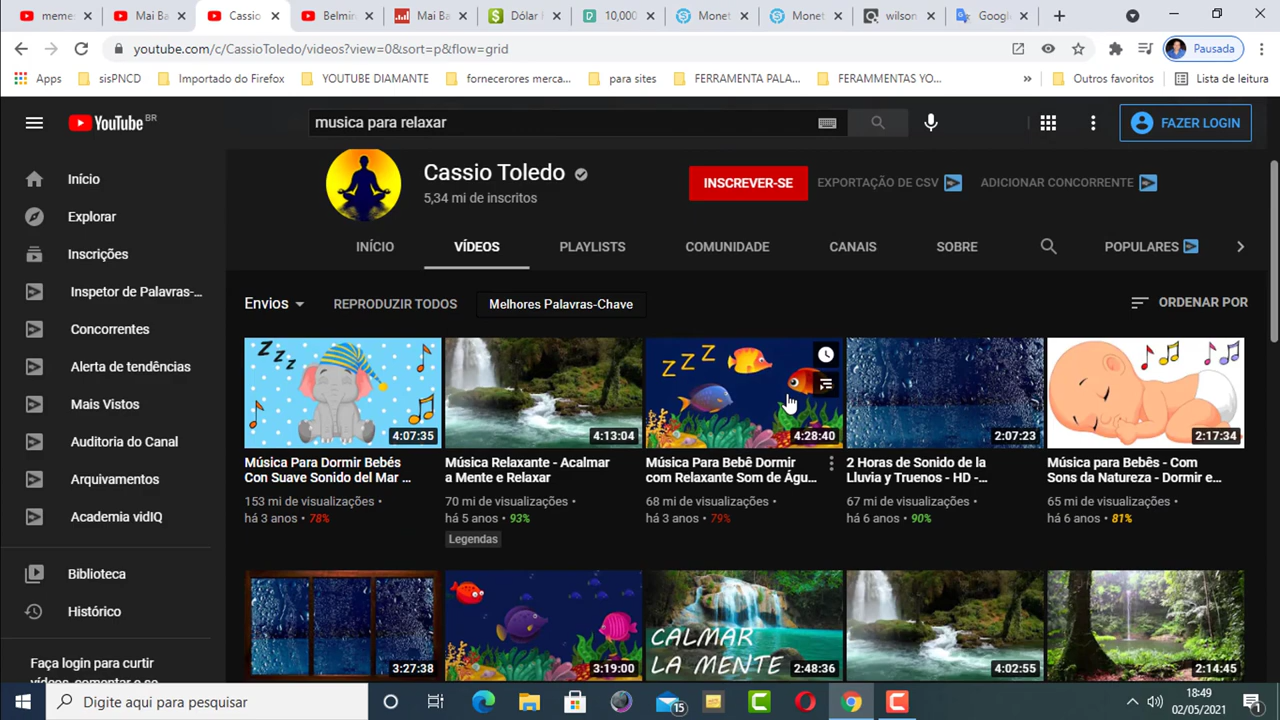 meme:
Mai Ba
Cassio
Belmir
Mai Ba
Dólar I
10,000
Monet
Monet
wilson
Googl
youtube.com/c/CassioToledo/videos?view=0&sort=p&flow=grid
Pausada
Apps
sisPNCD
Importado do Firefox
YOUTUBE DIAMANTE
fornecerores merca...
para sites
FERRAMENTA PALA...
FERAMMENTAS YO...
Outros favoritos
Lista de leitura
YouTube BR
musica para relaxar
FAZER LOGIN
Início
Explorar
Inscrições
Inspetor de Palavras-...
Concorrentes
Alerta de tendências
Mais Vistos
Auditoria do Canal
Arquivamentos
Academia vidIQ
Biblioteca
Histórico
Faça login para curtir
vídeos, comentar e se
Cassio Toledo
5,34 mi de inscritos
INSCREVER-SE
EXPORTAÇÃO DE CSV
ADICIONAR CONCORRENTE
INÍCIO
VÍDEOS
PLAYLISTS
COMUNIDADE
CANAIS
SOBRE
POPULARES
Envios
REPRODUZIR TODOS
Melhores Palavras-Chave
ORDENAR POR
ZZZ
4:07:35
Música Para Dormir Bebés
Con Suave Sonido del Mar ...
153 mi de visualizações •
há 3 anos • 78%
4:13:04
Música Relaxante - Acalmar
a Mente e Relaxar
70 mi de visualizações •
há 5 anos • 93%
Legendas
ZZZ
4:28:40
Música Para Bebê Dormir
com Relaxante Som de Águ...
68 mi de visualizações •
há 3 anos • 79%
2:07:23
2 Horas de Sonido de la
Lluvia y Truenos - HD -...
67 mi de visualizações •
há 6 anos • 90%
2:17:34
Música para Bebês - Com
Sons da Natureza - Dormir e...
65 mi de visualizações •
há 6 anos • 81%
3:27:38
3:19:00
CALMAR
LA MENTE
2:48:36
4:02:55
2:14:45
Digite aqui para pesquisar
15
18:49
02/05/2021
1